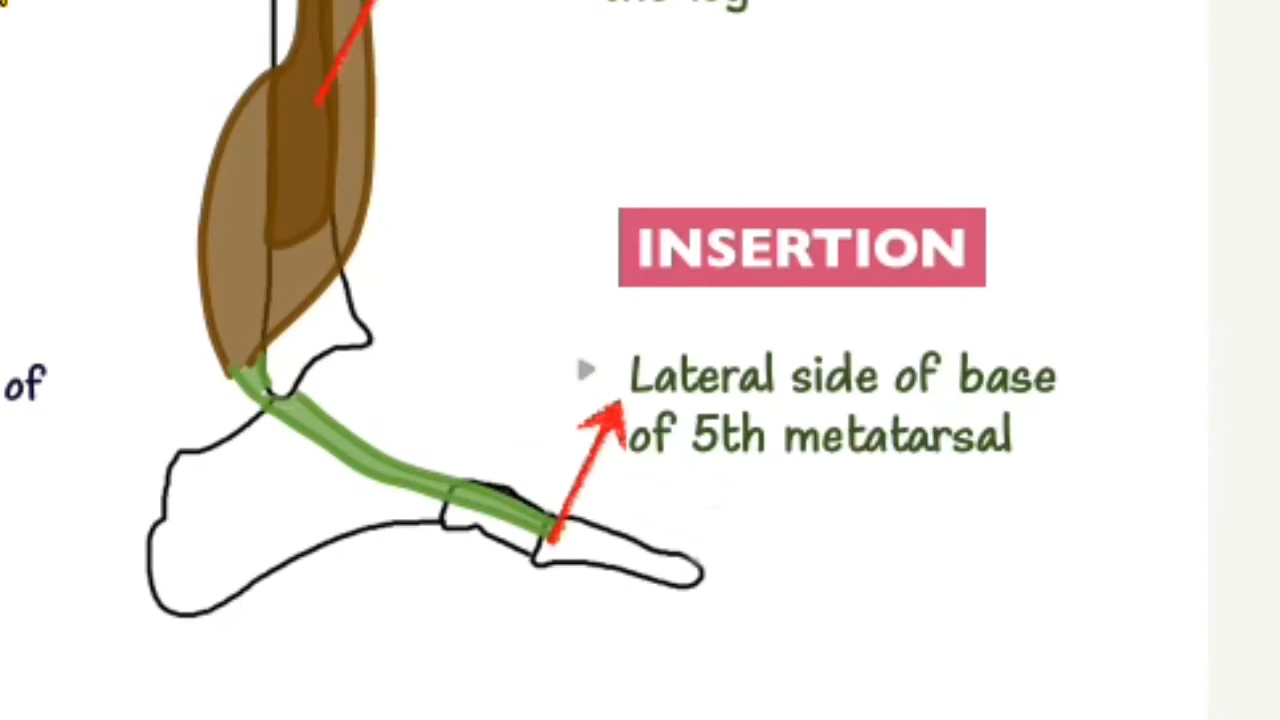 of
INSERTION
Lateral side of base
of 5th metatarsal